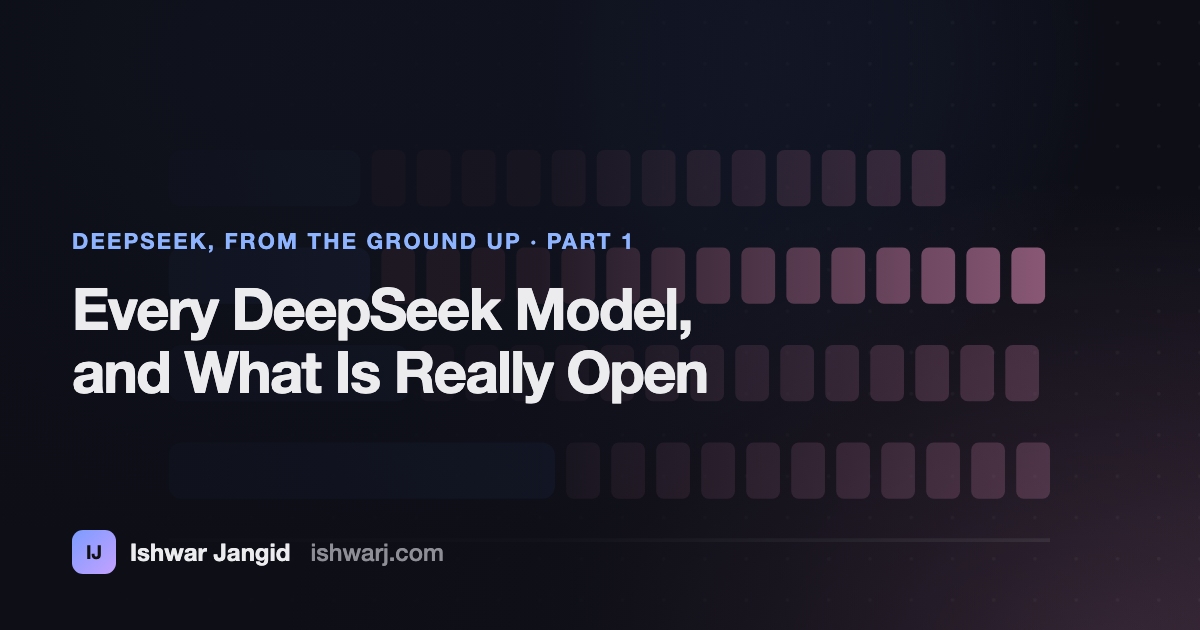 DEEPSEEK, FROM THE GROUND UP · PART 1
Every DeepSeek Model,
and What Is Really Open
IJ Ishwar Jangid ishwarj.com